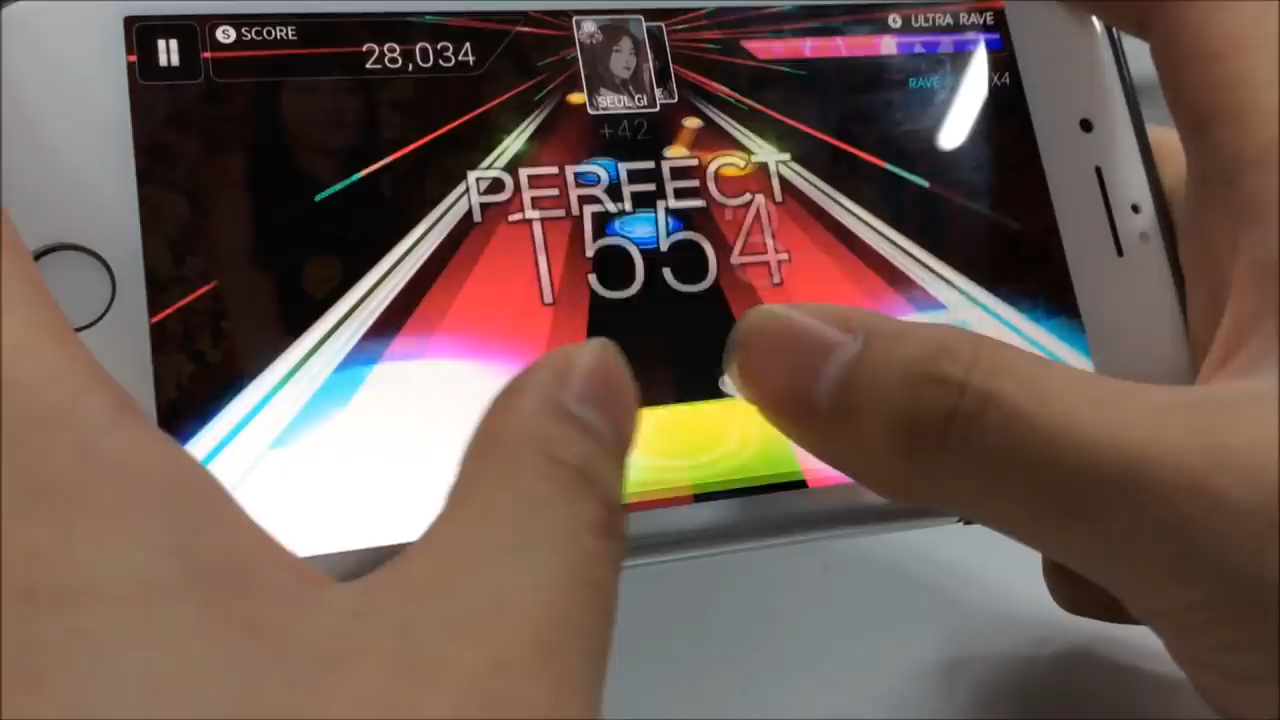 SCORE
28,034
SEULGI
+42
ULTRA RAVE
RAVE
X4
PERFECT
1554